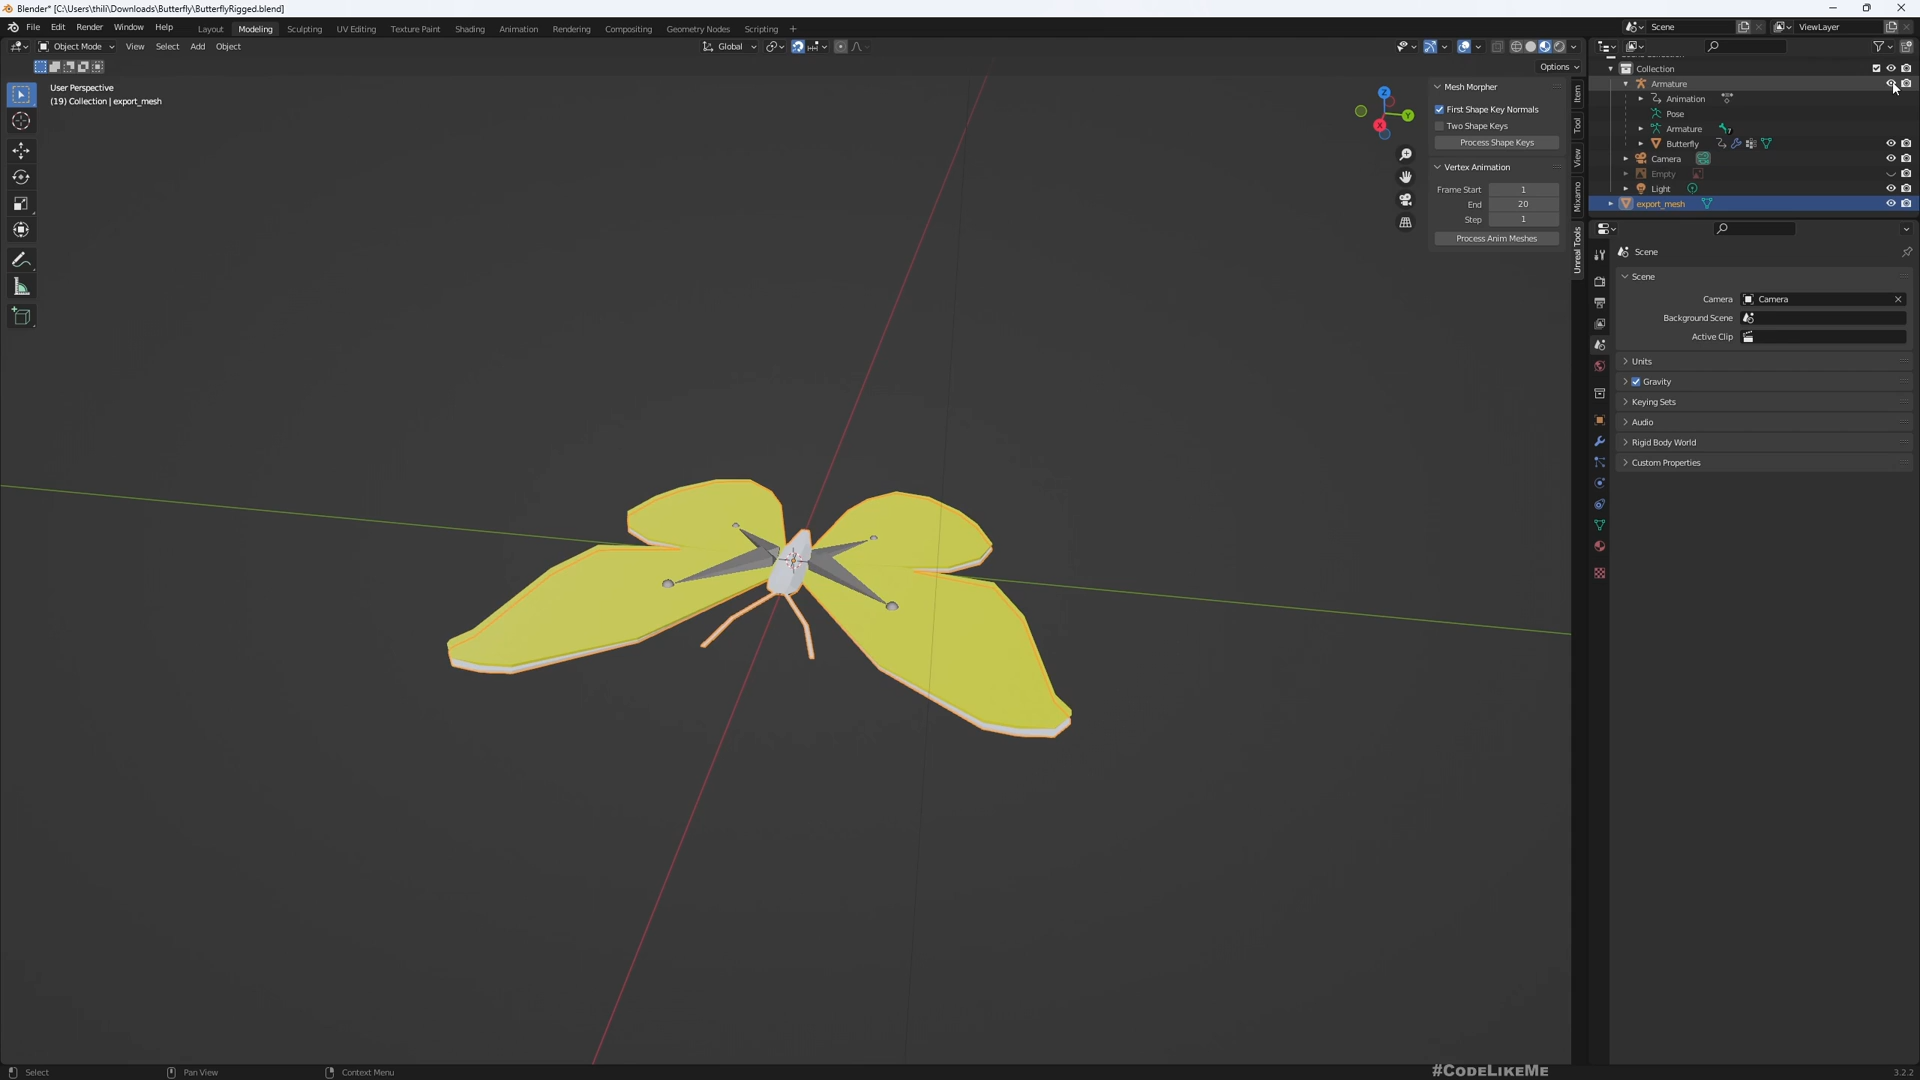 Blender* [C:\Users\thili\Downloads\Butterfly\ButterflyRigged.blend]
File Edit Render Window Help Layout Modeling Sculpting UV Editing Texture Paint Shading Animation Rendering Compositing Geometry Nodes Scripting + Scene ViewLayer
Object Mode View Select Add Object Global
Options
User Perspective
(19) Collection | export_mesh
Mesh Morpher
First Shape Key Normals
Two Shape Keys
Process Shape Keys
Vertex Animation
Frame Start 1
End 20
Step 1
Process Anim Meshes
Item
Tool
View
Mixamo
Unreal Tools
Z
Y
X
Collection
Armature
Animation
Pose
Armature 7
Butterfly
Camera
Empty
Light
export_mesh
Scene
Scene
Camera Camera
Background Scene
Active Clip
Units
Gravity
Keying Sets
Audio
Rigid Body World
Custom Properties
Select Pan View Context Menu
#CodeLikeMe
3.2.2